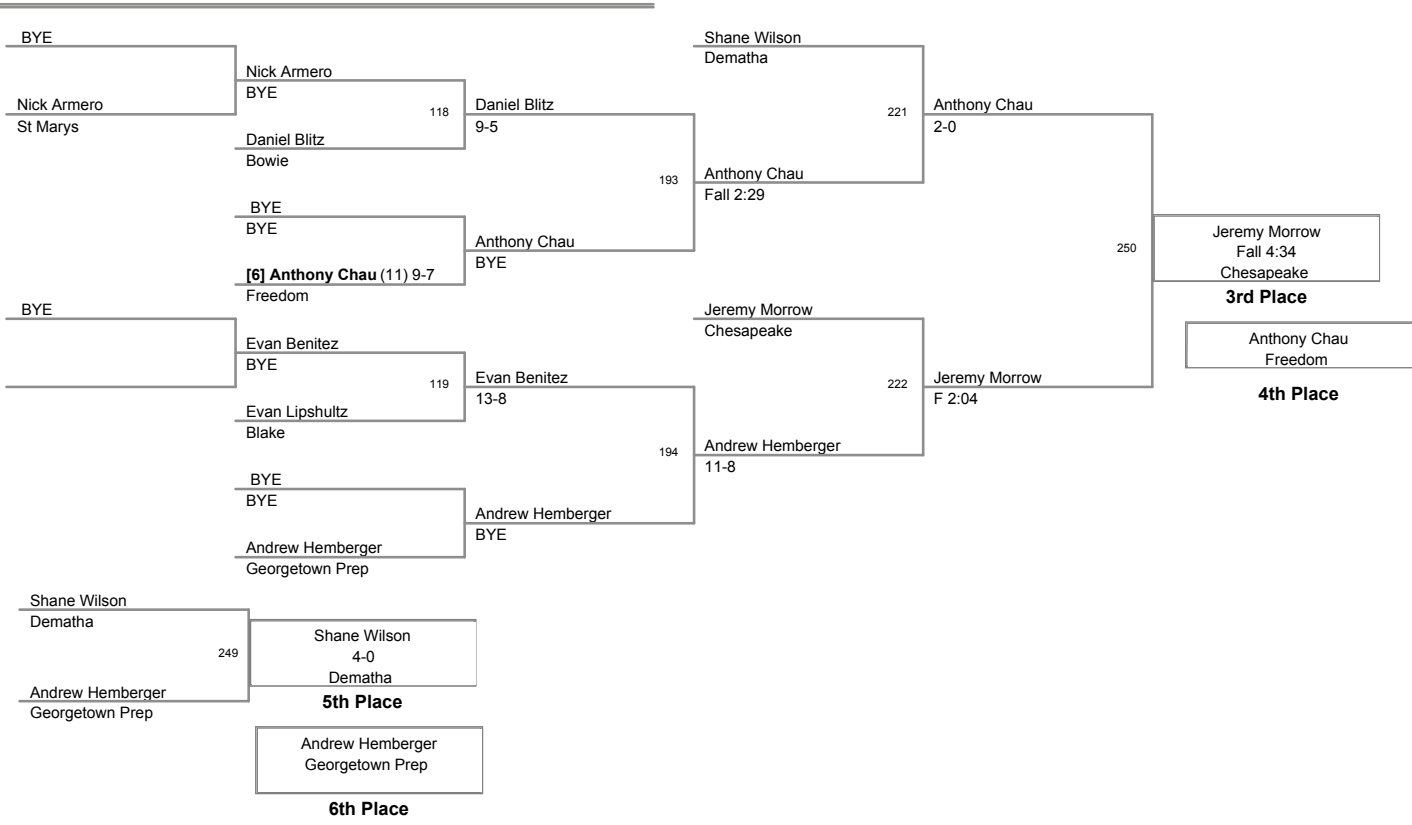 BYE
Nick Armero
St Marys
Nick Armero
BYE
118
Daniel Blitz
Bowie
Daniel Blitz
9-5
BYE
BYE
[6] Anthony Chau (11) 9-7
Freedom
Anthony Chau
BYE
193
Shane Wilson
Dematha
Anthony Chau
Fall 2:29
221
Anthony Chau
2-0
BYE
Evan Benitez
BYE
119
Evan Lipshultz
Blake
Evan Benitez
13-8
BYE
BYE
Andrew Hemberger
Georgetown Prep
Andrew Hemberger
BYE
194
Jeremy Morrow
Chesapeake
Andrew Hemberger
11-8
222
Jeremy Morrow
F 2:04
250
Jeremy Morrow
Fall 4:34
Chesapeake
3rd Place
Anthony Chau
Freedom
4th Place
Shane Wilson
Dematha
249
Andrew Hemberger
Georgetown Prep
Shane Wilson
4-0
Dematha
5th Place
Andrew Hemberger
Georgetown Prep
6th Place